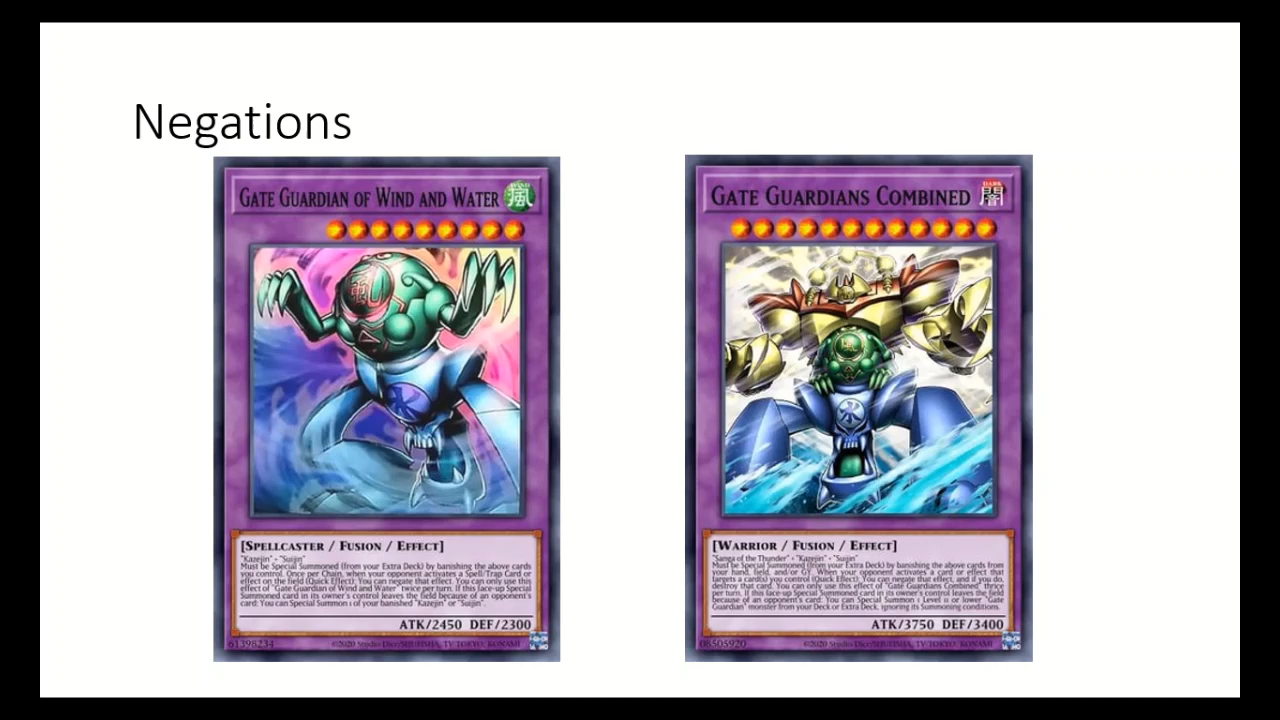 Negations
GATE GUARDIAN OF WIND AND WATER
WIND
風
[SPELLCASTER / FUSION / EFFECT]
"Kazejin" + "Suijin"
Must be Special Summoned (from your Extra Deck) by banishing the above cards
you control. Once per Chain, when your opponent activates a Spell/Trap Card or
effect on the field (Quick Effect): You can negate that effect. You can only use this
effect of "Gate Guardian of Wind and Water" twice per turn. If this face-up Special
Summoned card in its owner's control leaves the field because of an opponent's
card: You can Special Summon 1 of your banished "Kazejin" or "Suijin".
ATK/2450 DEF/2300
61398234
©2020 Studio Dice/SHUEISHA, TV TOKYO, KONAMI
GATE GUARDIANS COMBINED
DARK
闇
[WARRIOR / FUSION / EFFECT]
"Sanga of the Thunder" + "Kazejin" + "Suijin"
Must be Special Summoned (from your Extra Deck) by banishing the above cards from
your hand, field, and/or GY. When your opponent activates a card or effect that
targets a card(s) you control (Quick Effect): You can negate that effect, and if you do,
destroy that card. You can only use this effect of "Gate Guardians Combined" thrice
per turn. If this face-up Special Summoned card in its owner's control leaves the field
because of an opponent's card: You can Special Summon 1 Level 11 or lower "Gate
Guardian" monster from your Deck or Extra Deck, ignoring its Summoning conditions.
ATK/3750 DEF/3400
08505920
©2020 Studio Dice/SHUEISHA, TV TOKYO, KONAMI